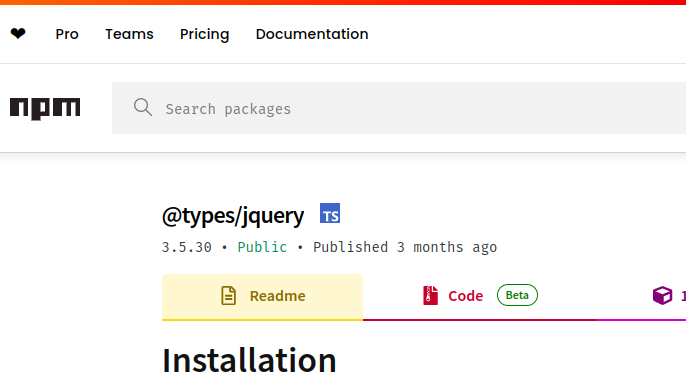 ❤ Pro Teams Pricing Documentation
npm Search packages
@types/jquery TS
3.5.30 • Public • Published 3 months ago
Readme Code Beta 1
Installation